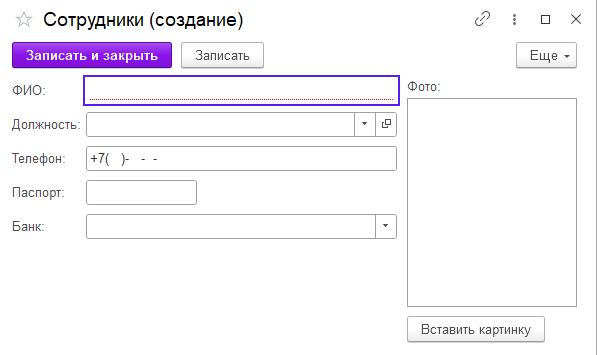 Сотрудники (создание)
Записать и закрыть Записать Еще
ФИО:
Фото:
Должность:
Телефон: +7( )- - -
Паспорт:
Банк:
Вставить картинку